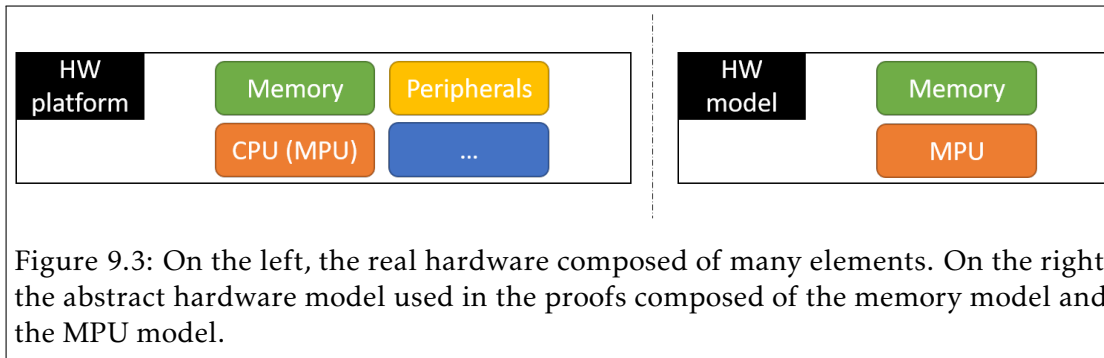 HW
platform
Memory
Peripherals
CPU (MPU)
...
HW
model
Memory
MPU
Figure 9.3: On the left, the real hardware composed of many elements. On the right
the abstract hardware model used in the proofs composed of the memory model and
the MPU model.